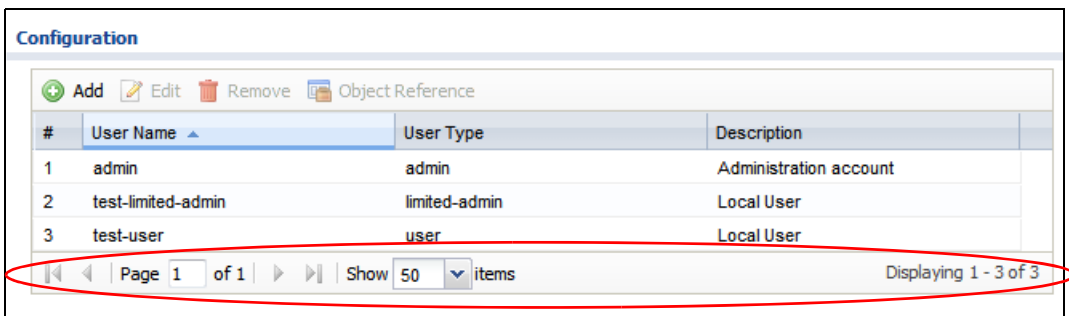 Configuration
Add Edit Remove Object Reference
# User Name User Type Description
1 admin admin Administration account
2 test-limited-admin limited-admin Local User
3 test-user user Local User
Page 1 of 1 Show 50 items Displaying 1 - 3 of 3